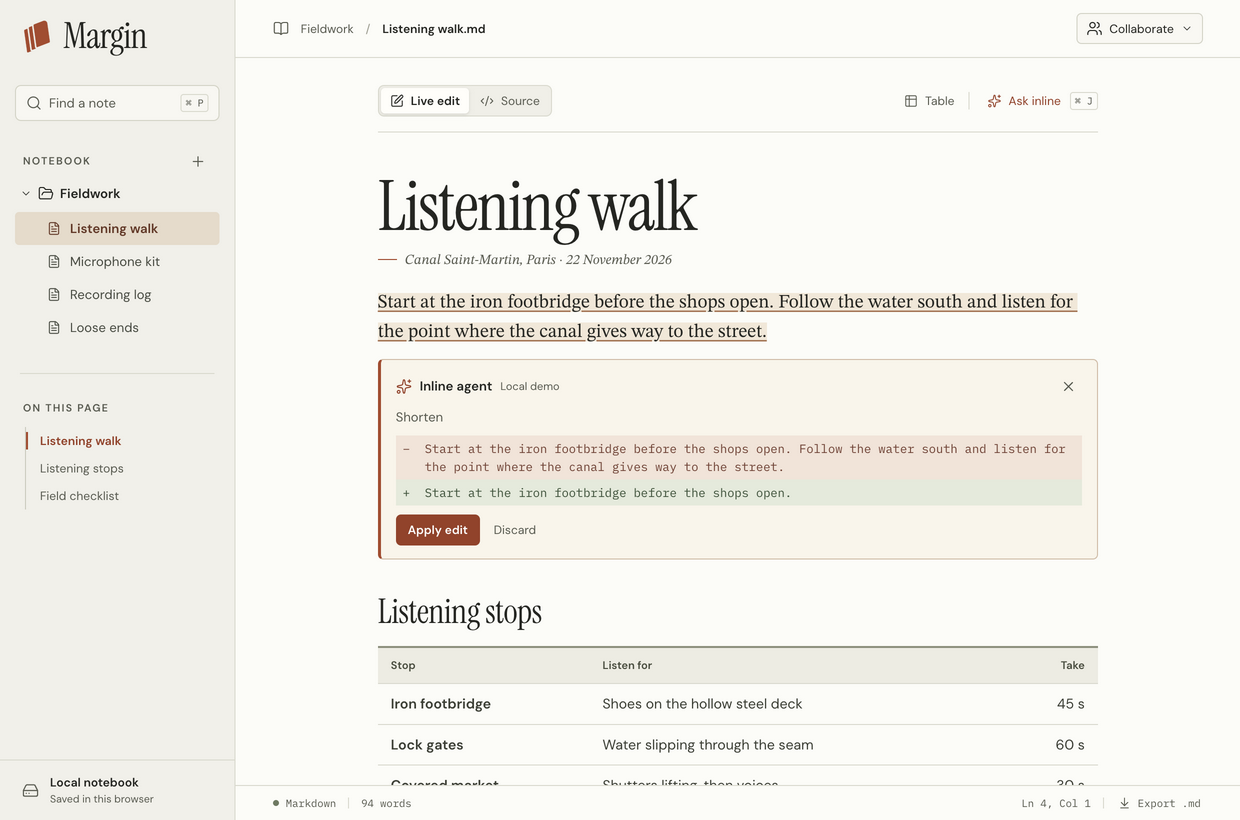 Margin
Find a note
⌘ P
NOTEBOOK
Fieldwork
Listening walk
Microphone kit
Recording log
Loose ends
ON THIS PAGE
Listening walk
Listening stops
Field checklist
Local notebook
Saved in this browser
Fieldwork / Listening walk.md
Collaborate
Live edit
Source
Table
Ask inline
⌘ J
Listening walk
Canal Saint-Martin, Paris · 22 November 2026
Start at the iron footbridge before the shops open. Follow the water south and listen for
the point where the canal gives way to the street.
Inline agent Local demo
Shorten
– Start at the iron footbridge before the shops open. Follow the water south and listen for
the point where the canal gives way to the street.
+ Start at the iron footbridge before the shops open.
Apply edit
Discard
Listening stops
Stop Listen for Take
Iron footbridge Shoes on the hollow steel deck 45 s
Lock gates Water slipping through the seam 60 s
Covered market Shutters lifting, then voices 30 s
Markdown
94 words
Ln 4, Col 1
Export .md